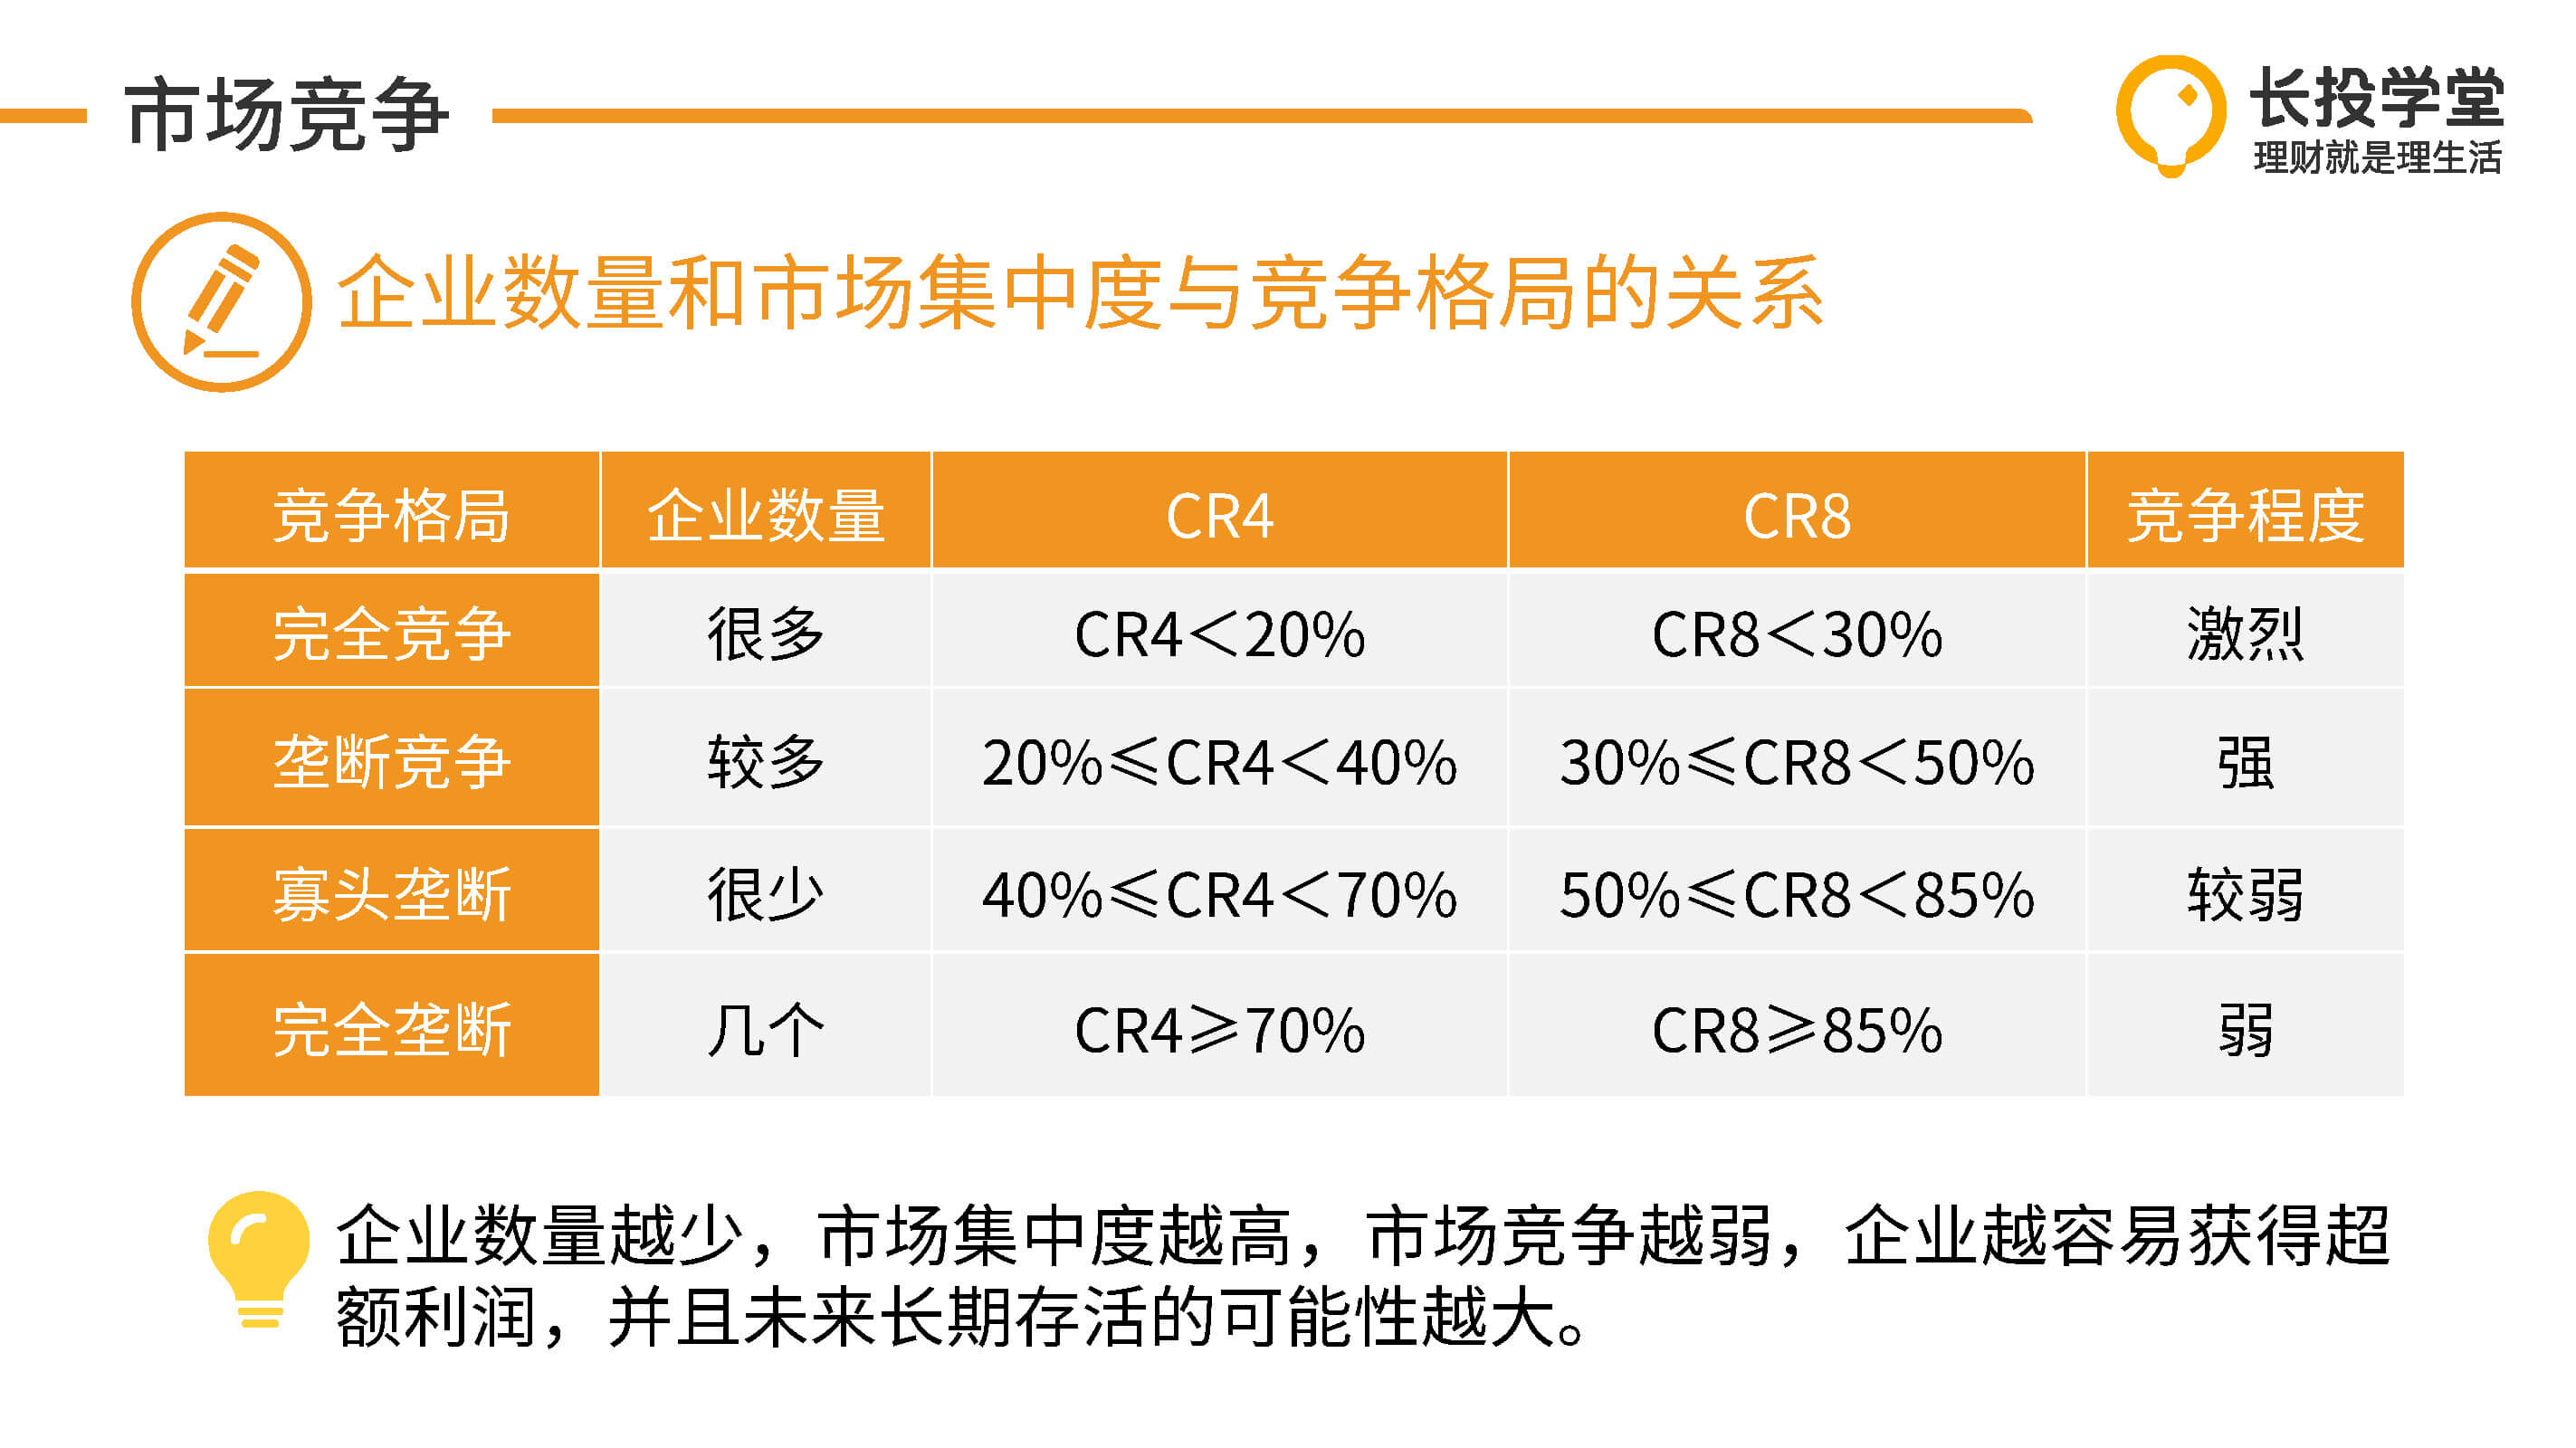 市场竞争
长投学堂
理财就是理生活
企业数量和市场集中度与竞争格局的关系
竞争格局 企业数量 CR4 CR8 竞争程度
完全竞争 很多 CR4＜20% CR8＜30% 激烈
垄断竞争 较多 20%≤CR4＜40% 30%≤CR8＜50% 强
寡头垄断 很少 40%≤CR4＜70% 50%≤CR8＜85% 较弱
完全垄断 几个 CR4≥70% CR8≥85% 弱
企业数量越少，市场集中度越高，市场竞争越弱，企业越容易获得超
额利润，并且未来长期存活的可能性越大。